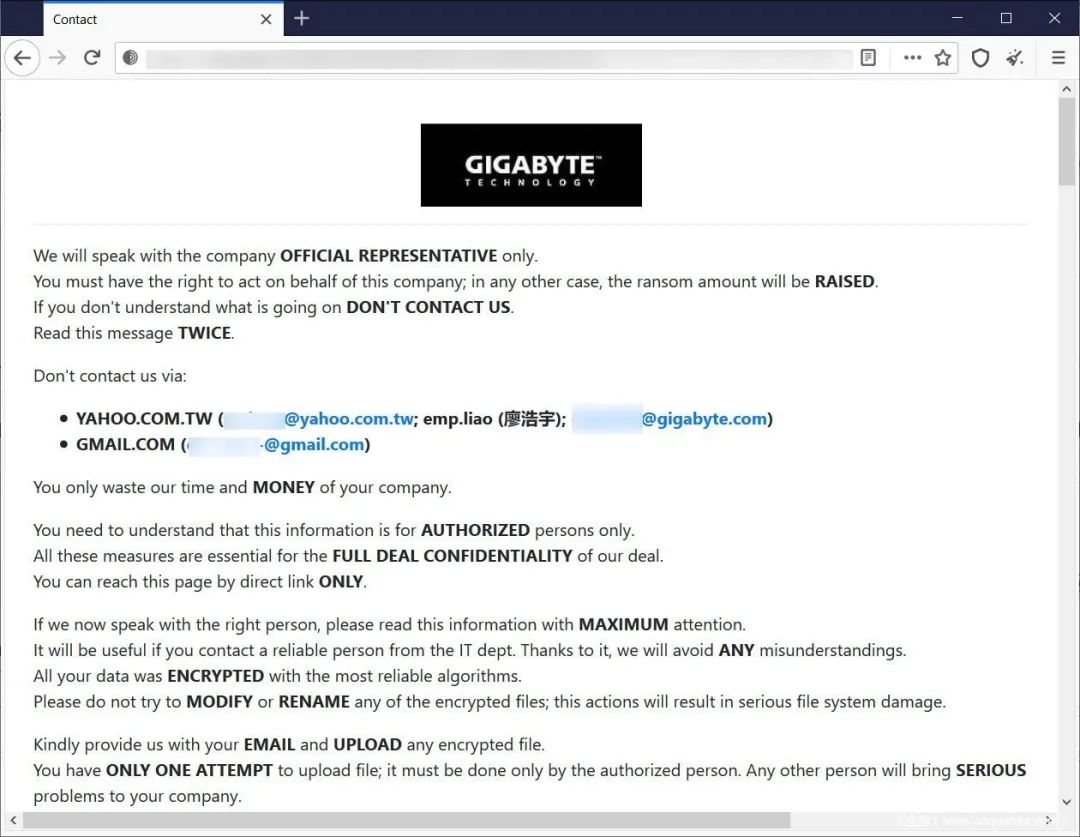 Contact
GIGABYTE™
TECHNOLOGY
We will speak with the company OFFICIAL REPRESENTATIVE only.
You must have the right to act on behalf of this company; in any other case, the ransom amount will be RAISED.
If you don't understand what is going on DON'T CONTACT US.
Read this message TWICE.
Don't contact us via:
• YAHOO.COM.TW ( @yahoo.com.tw; emp.liao (廖浩宇); @gigabyte.com)
• GMAIL.COM ( @gmail.com)
You only waste our time and MONEY of your company.
You need to understand that this information is for AUTHORIZED persons only.
All these measures are essential for the FULL DEAL CONFIDENTIALITY of our deal.
You can reach this page by direct link ONLY.
If we now speak with the right person, please read this information with MAXIMUM attention.
It will be useful if you contact a reliable person from the IT dept. Thanks to it, we will avoid ANY misunderstandings.
All your data was ENCRYPTED with the most reliable algorithms.
Please do not try to MODIFY or RENAME any of the encrypted files; this actions will result in serious file system damage.
Kindly provide us with your EMAIL and UPLOAD any encrypted file.
You have ONLY ONE ATTEMPT to upload file; it must be done only by the authorized person. Any other person will bring SERIOUS
problems to your company.